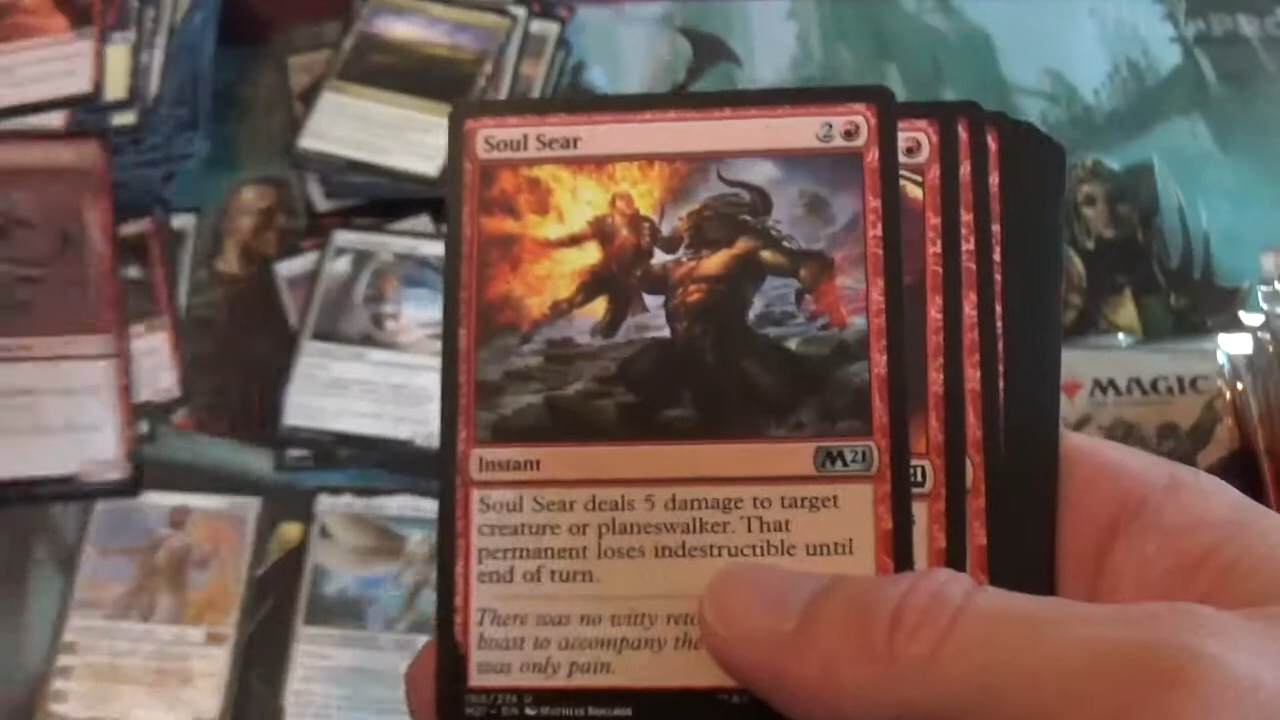 Soul Sear
2
Instant
M21
Soul Sear deals 5 damage to target
creature or planeswalker. That
permanent loses indestructible until
end of turn.
There was no witty
boast to accompany the
was only pain.
MAGIC